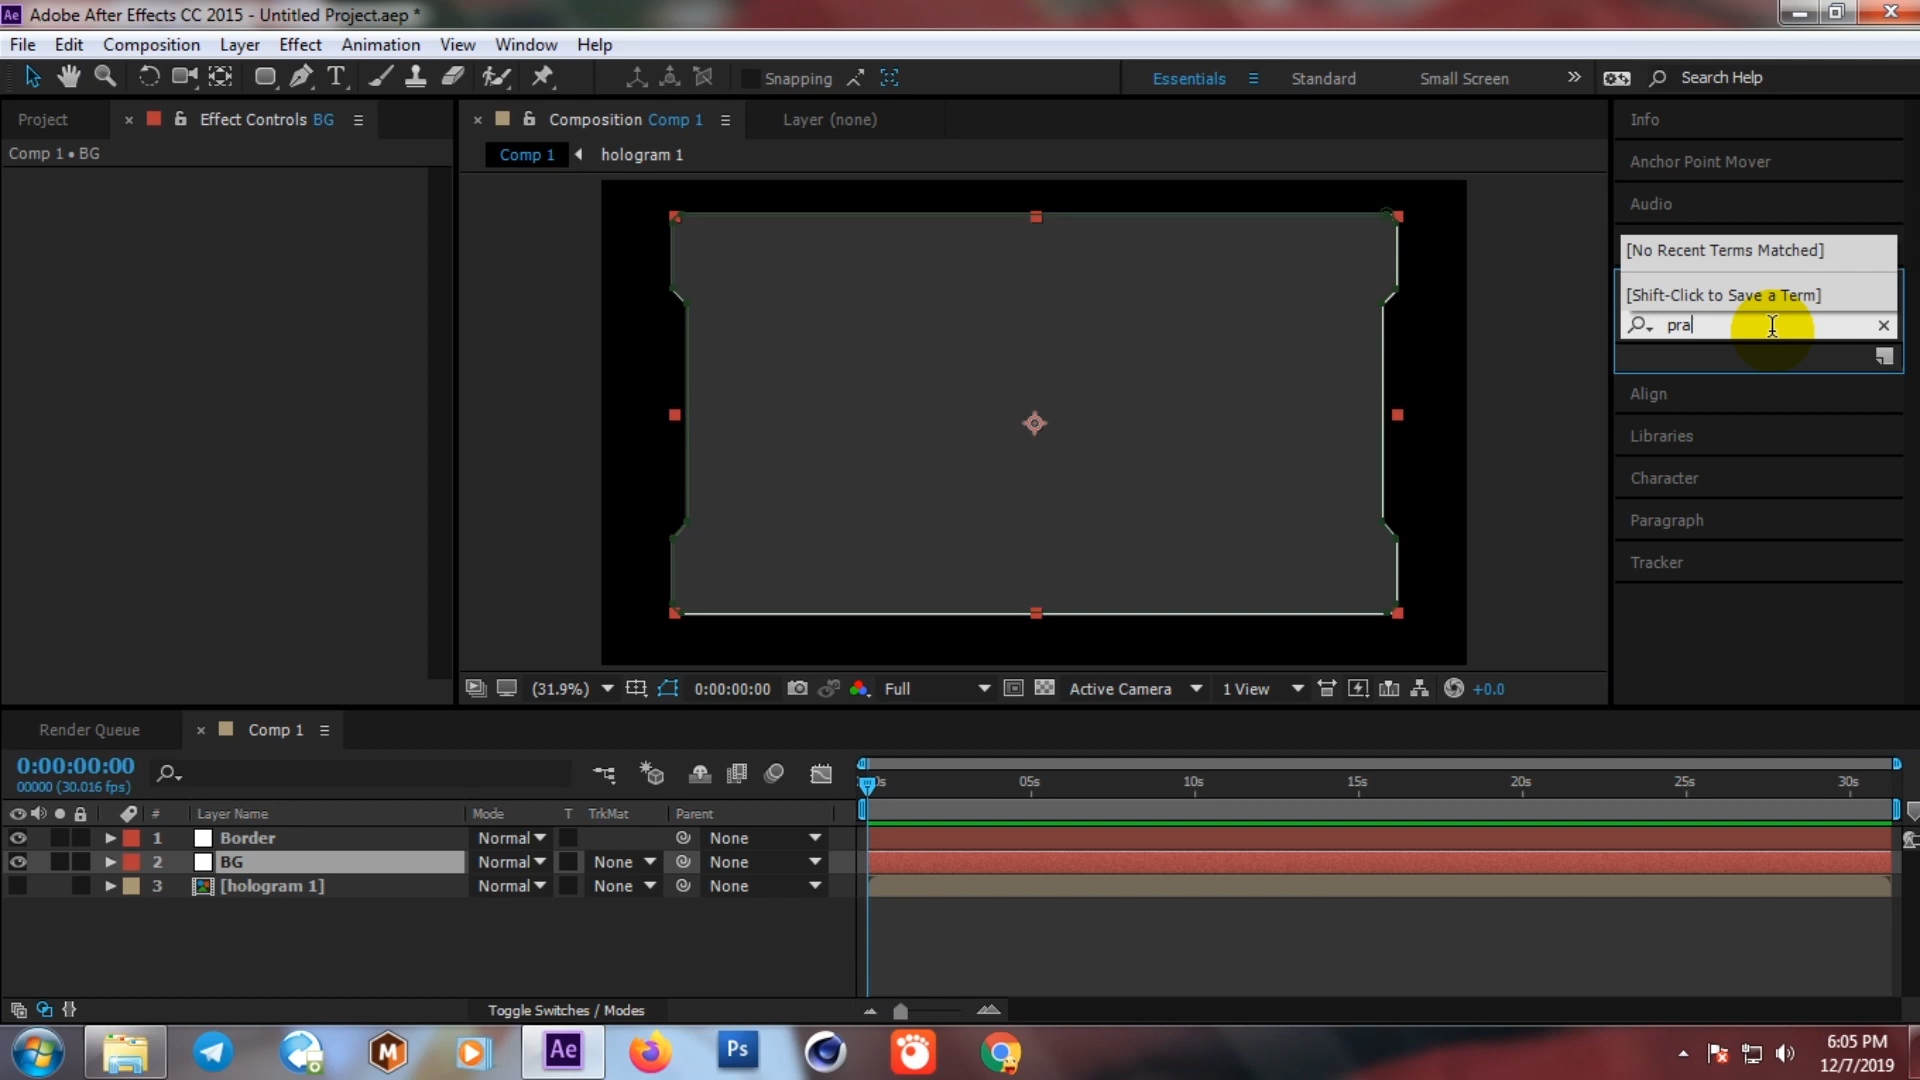 Ae Adobe After Effects CC 2015 - Untitled Project.aep *
File Edit Composition Layer Effect Animation View Window Help
Snapping Essentials Standard Small Screen Search Help
Project Effect Controls BG Composition Comp 1 Layer (none) Info
Comp 1 • BG Comp 1 hologram 1 Anchor Point Mover
Audio
[No Recent Terms Matched]
[Shift-Click to Save a Term]
pra
Align
Libraries
Character
Paragraph
Tracker
(31.9%) 0:00:00:00 Full Active Camera 1 View +0.0
Render Queue Comp 1
0:00:00:00
00000 (30.016 fps)
05s 10s 15s 20s 25s 30s
# Layer Name Mode T TrkMat Parent
1 Border Normal None
2 BG Normal None None
3 [hologram 1] Normal None None
Toggle Switches / Modes
Ae Ps
6:05 PM
12/7/2019